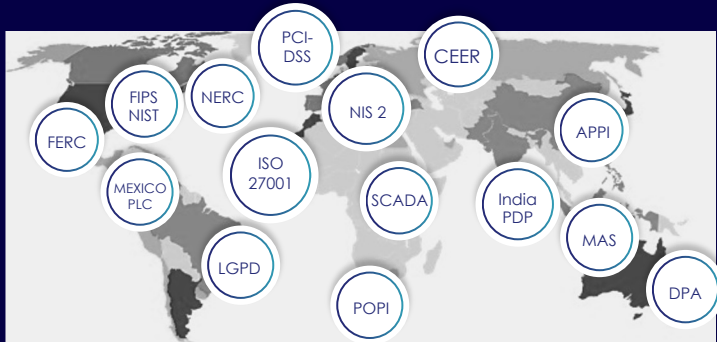 PCI-
DSS
CEER
FIPS
NIST
NERC
NIS 2
FERC
APPI
ISO
27001
MEXICO
PLC
SCADA
India
PDP
MAS
LGPD
DPA
POPI